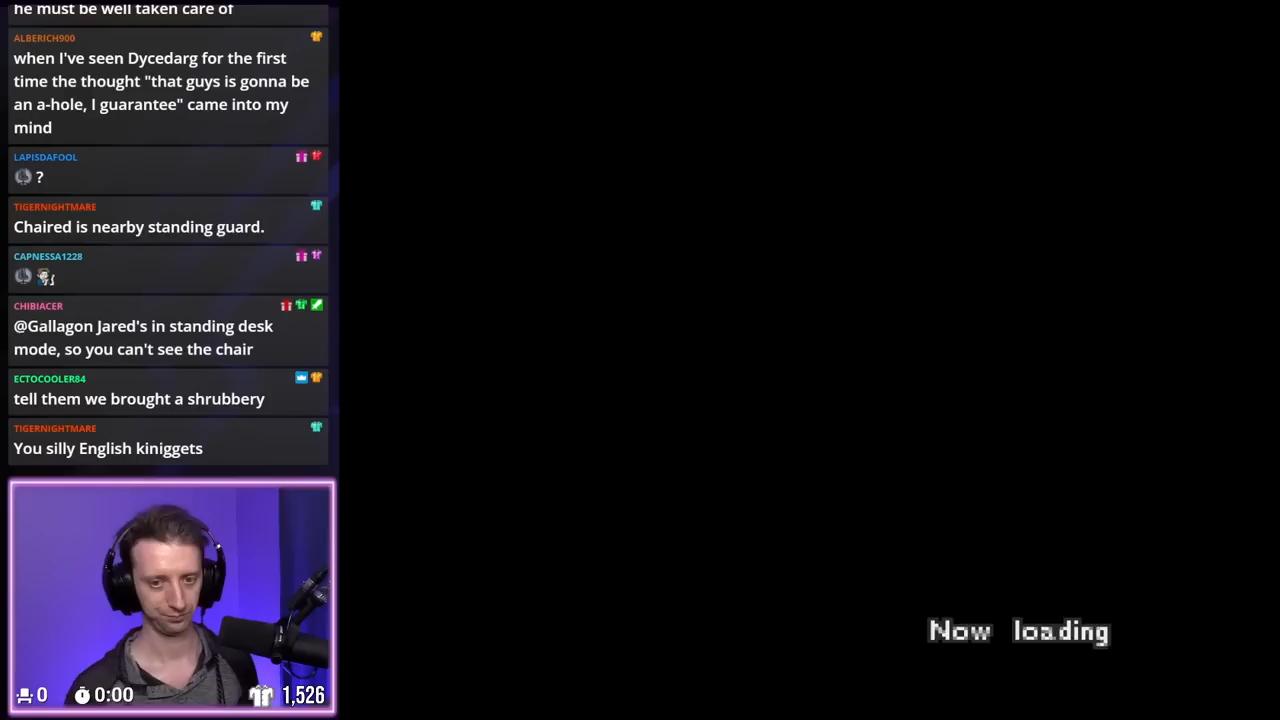 he must be well taken care of
ALBERICH900
when I've seen Dycedarg for the first
time the thought "that guys is gonna be
an a-hole, I guarantee" came into my
mind
LAPISDAFOOL
?
TIGERNIGHTMARE
Chaired is nearby standing guard.
CAPNESSA1228
CHIBIACER
@Gallagon Jared's in standing desk
mode, so you can't see the chair
ECTOCOOLER84
tell them we brought a shrubbery
TIGERNIGHTMARE
You silly English kiniggets
0 0:00 1,526
Now loading